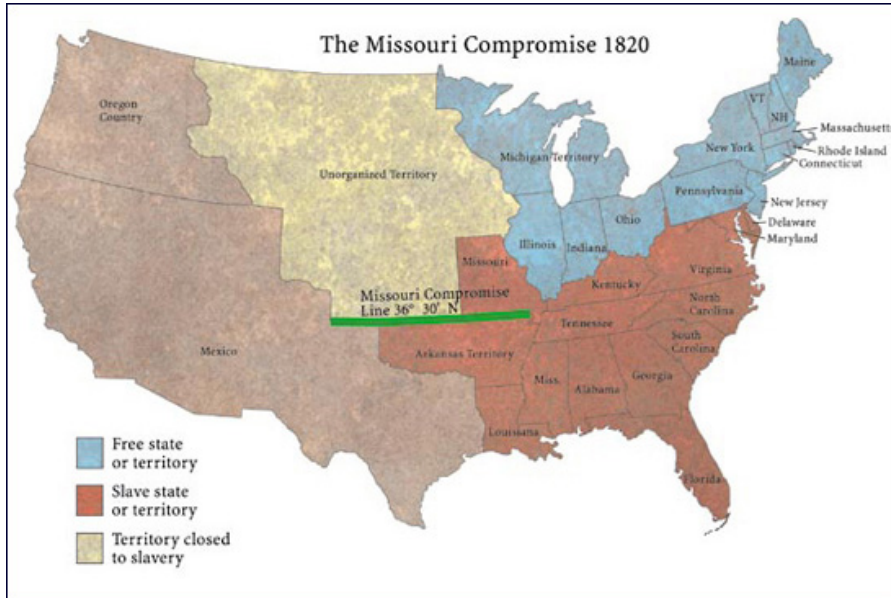 The Missouri Compromise 1820
Maine
Oregon
Country
VT
NH
Massachusetts
New York
Rhode Island
Connecticut
Michigan Territory
Unorganized Territory
Pennsylvania
New Jersey
Ohio
Delaware
Illinois
Indiana
Maryland
Missouri
Virginia
Kentucky
Missouri Compromise
Line 36° 30' N
North
Carolina
Tennessee
Mexico
Arkansas Territory
South
Carolina
Miss.
Alabama
Georgia
Louisiana
Florida
Free state
or territory
Slave state
or territory
Territory closed
to slavery